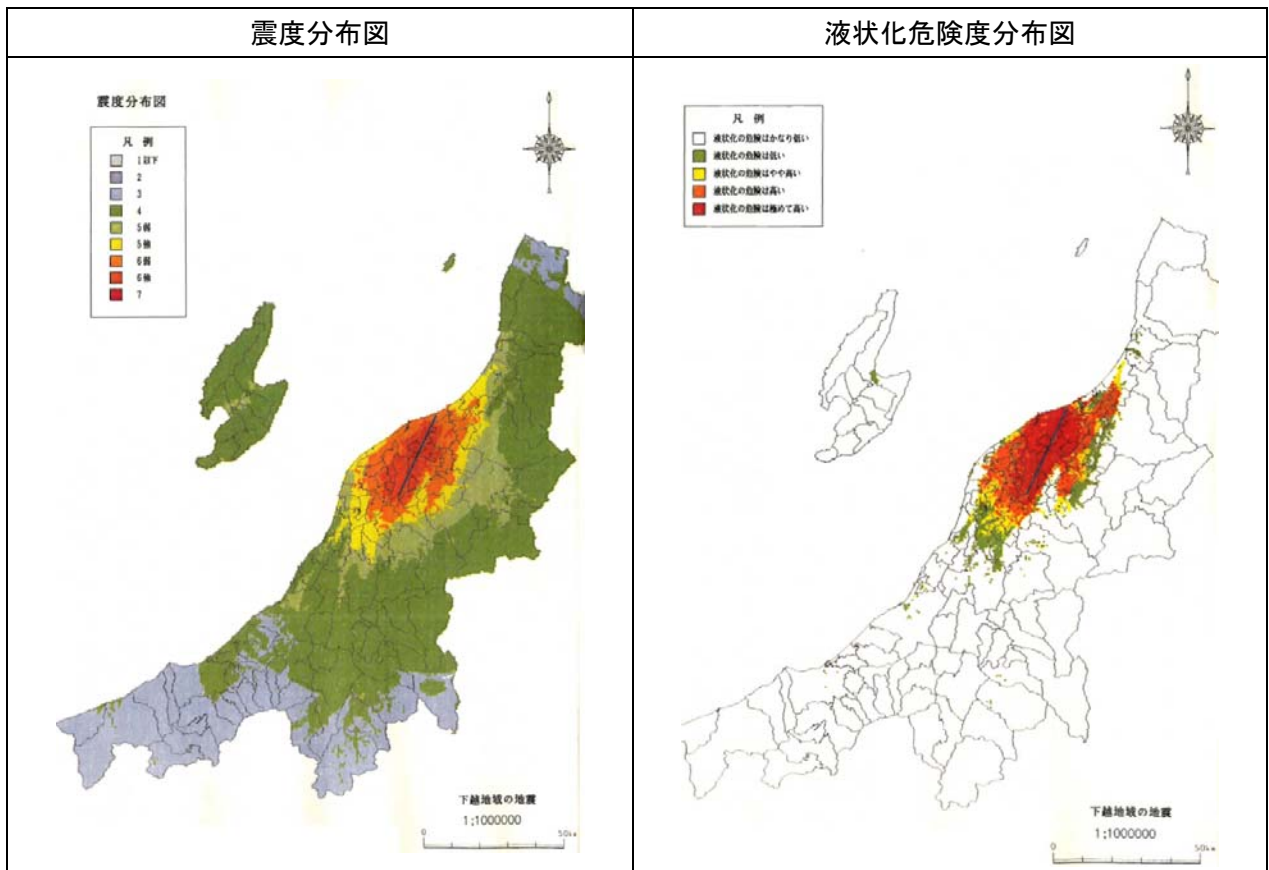 震度分布図
液状化危険度分布図
震度分布図
凡 例
1以下
2
3
4
5弱
5強
6弱
6強
7
下越地域の地震
1:1000000
0 50km
凡 例
液状化の危険はかなり低い
液状化の危険は低い
液状化の危険はやや高い
液状化の危険は高い
液状化の危険は極めて高い
下越地域の地震
1:1000000
0 50km